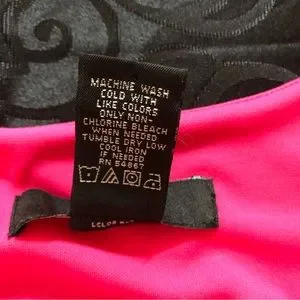 MACHINE WASH
COLD WITH
LIKE COLORS
ONLY NON-
CHLORINE BLEACH
WHEN NEEDED
TUMBLE DRY LOW
COOL IRON
IF NEEDED
RN 54867